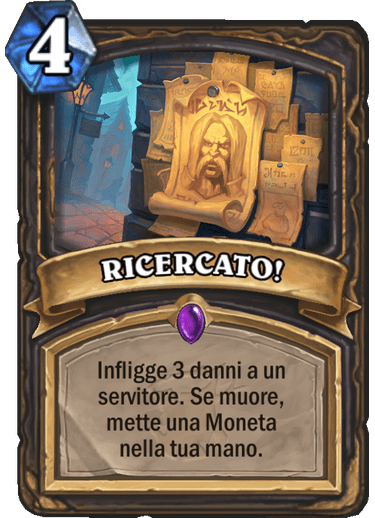 4
RICERCATO!
Infligge 3 danni a un
servitore. Se muore,
mette una Moneta
nella tua mano.